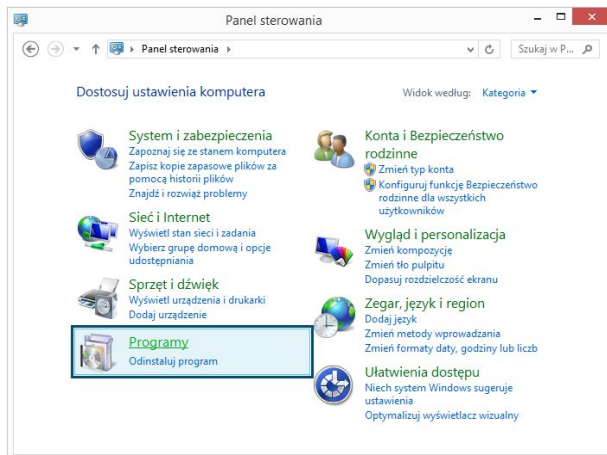 Panel sterowania
Panel sterowania
Szukaj w P...
Dostosuj ustawienia komputera
Widok według: Kategoria
System i zabezpieczenia
Zapoznaj się ze stanem komputera
Zapisz kopie zapasowe plików za
pomocą historii plików
Znajdź i rozwiąż problemy
Sieć i Internet
Wyświetl stan sieci i zadania
Wybierz grupę domową i opcje
udostępniania
Sprzęt i dźwięk
Wyświetl urządzenia i drukarki
Dodaj urządzenie
Programy
Odinstaluj program
Konta i Bezpieczeństwo
rodzinne
Zmień typ konta
Konfiguruj funkcję Bezpieczeństwo
rodzinne dla wszystkich
użytkowników
Wygląd i personalizacja
Zmień kompozycję
Zmień tło pulpitu
Dopasuj rozdzielczość ekranu
Zegar, język i region
Dodaj język
Zmień metody wprowadzania
Zmień formaty daty, godziny lub liczb
Ułatwienia dostępu
Niech system Windows sugeruje
ustawienia
Optymalizuj wyświetlacz wizualny